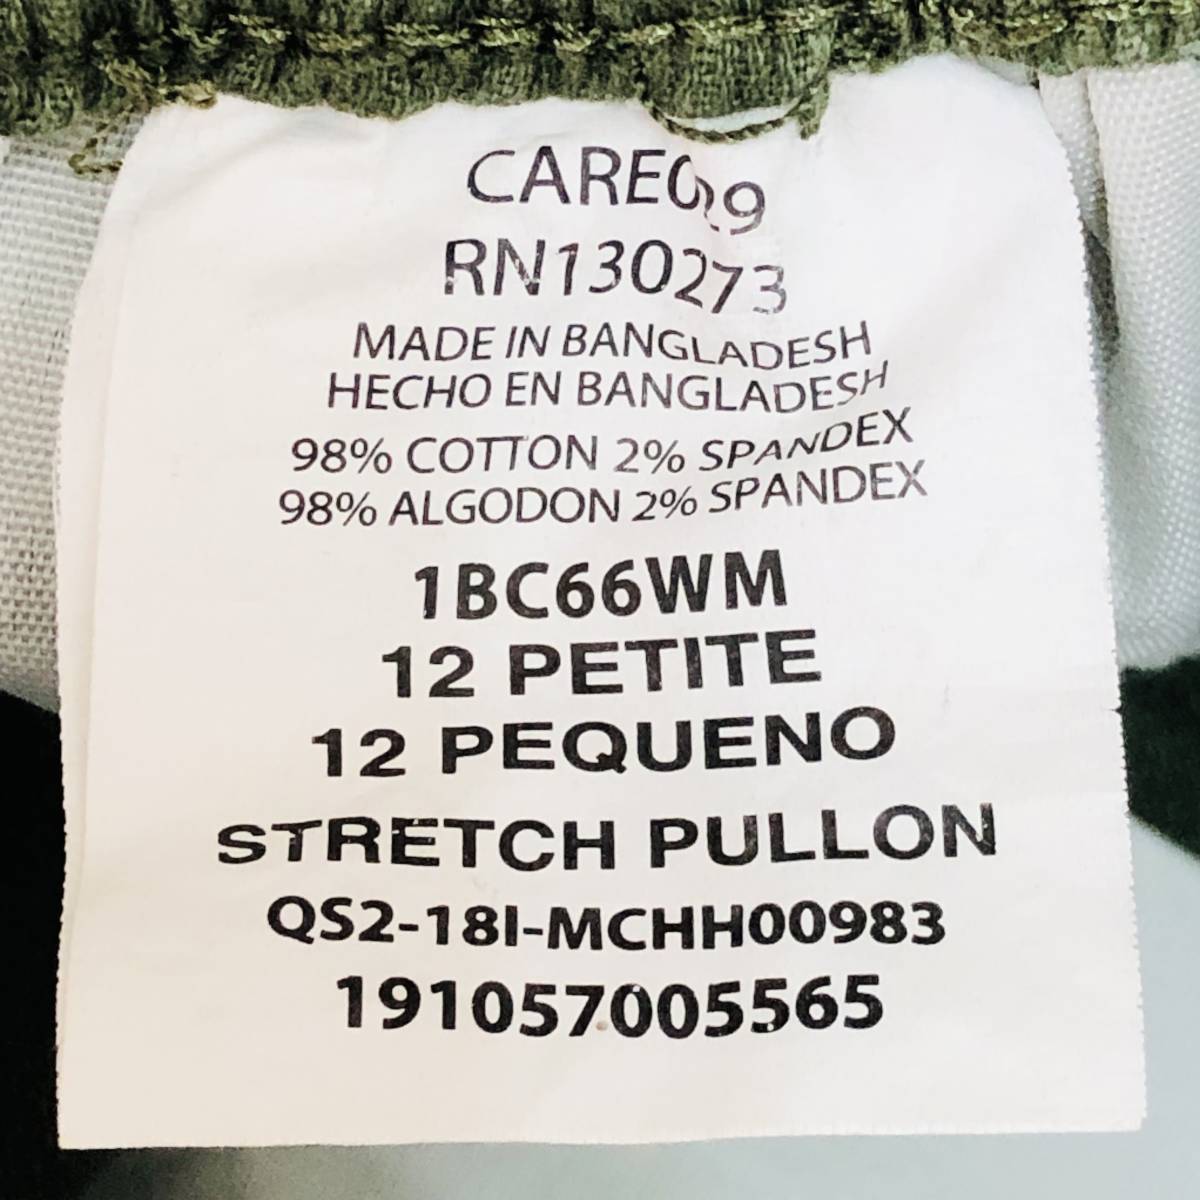 CARE029
RN130273
MADE IN BANGLADESH
HECHO EN BANGLADESH
98% COTTON 2% SPANDEX
98% ALGODON 2% SPANDEX
1BC66WM
12 PETITE
12 PEQUENO
STRETCH PULLON
QS2-18I-MCHH00983
191057005565